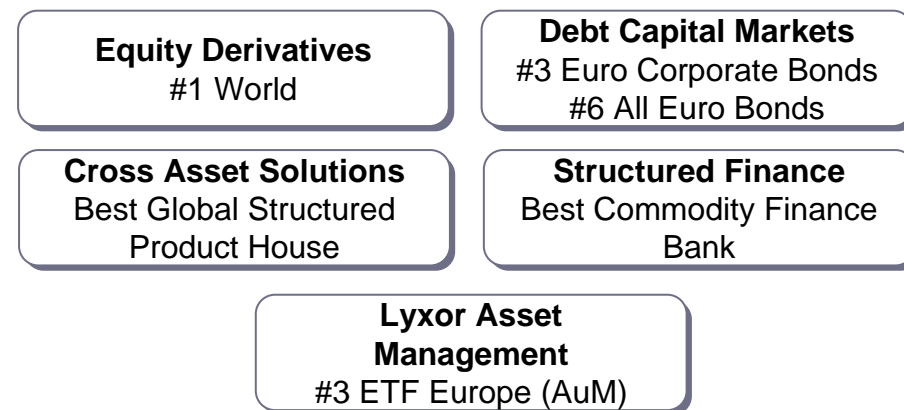 Equity Derivatives
#1 World
Debt Capital Markets
#3 Euro Corporate Bonds
#6 All Euro Bonds
Cross Asset Solutions
Best Global Structured
Product House
Structured Finance
Best Commodity Finance
Bank
Lyxor Asset
Management
#3 ETF Europe (AuM)